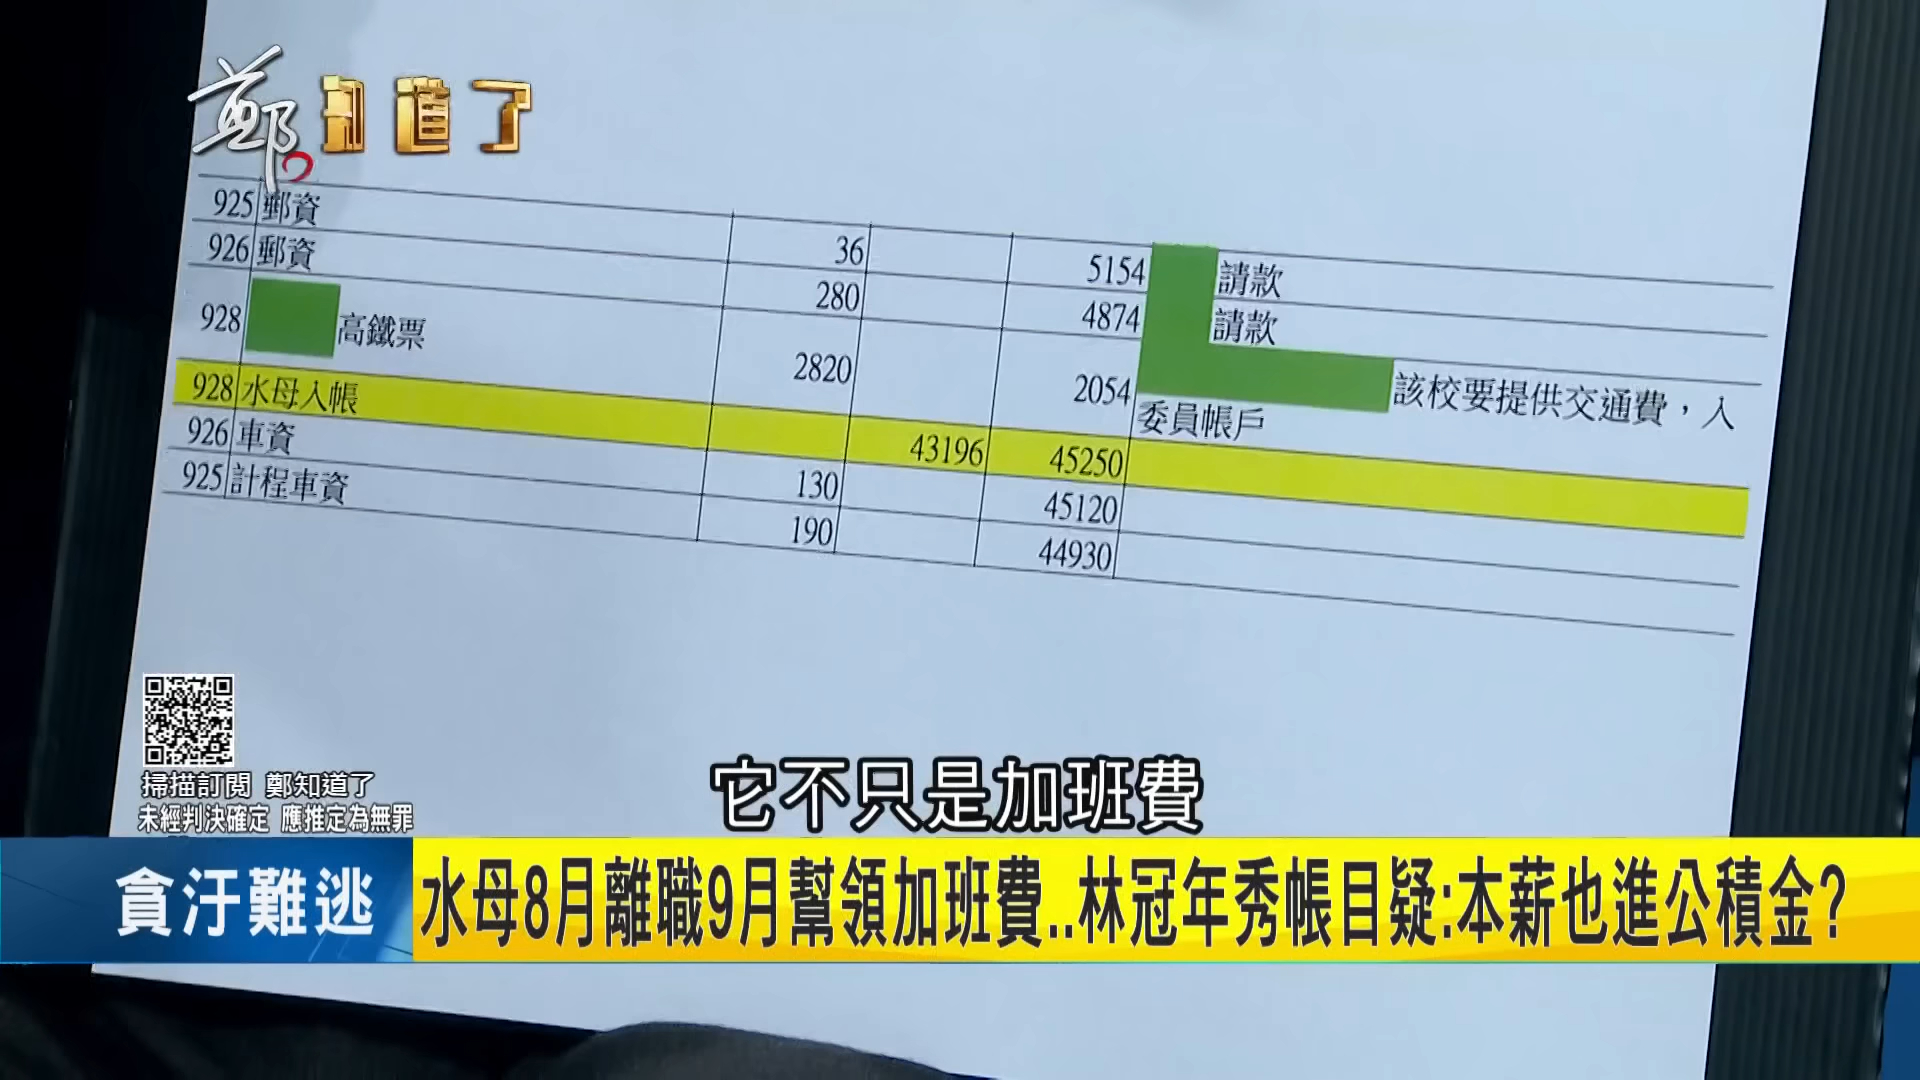 鄭知道了
925 郵資 36 5154 請款
926 郵資 280 4874 請款
928 高鐵票 2820 2054 該校要提供交通費，入
委員帳戶
928 水母入帳 43196 45250
926 車資 130 45120
925 計程車資 190 44930
掃描訂閱 鄭知道了
未經判決確定 應推定為無罪
它不只是加班費
貪汙難逃
水母8月離職9月幫領加班費..林冠年秀帳目疑:本薪也進公積金?